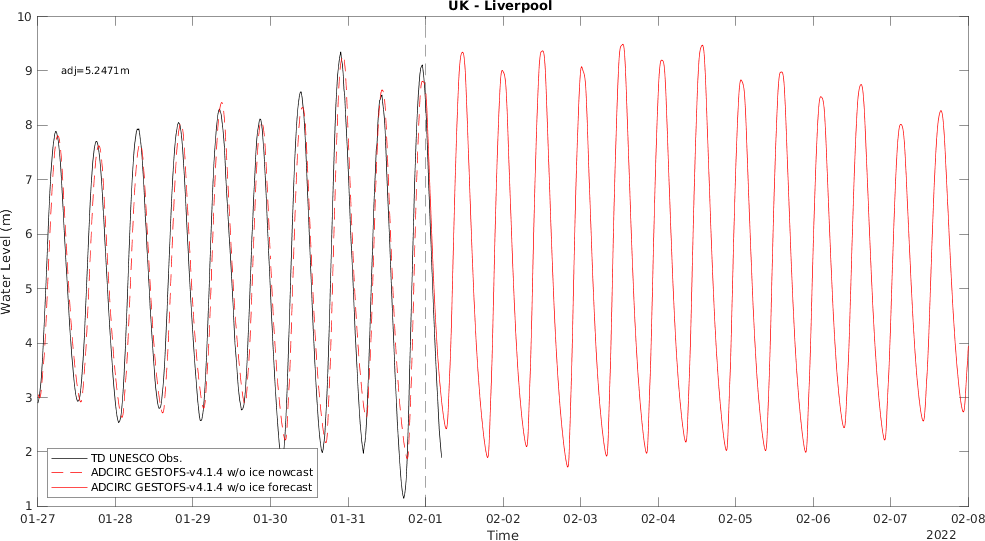 UK - Liverpool
adj=5.2471m
Water Level (m)
10
9
8
7
6
5
4
3
2
1
TD UNESCO Obs.
ADCIRC GESTOFS-v4.1.4 w/o ice nowcast
ADCIRC GESTOFS-v4.1.4 w/o ice forecast
01-27 01-28 01-29 01-30 01-31 02-01 02-02 02-03 02-04 02-05 02-06 02-07 02-08
Time
2022